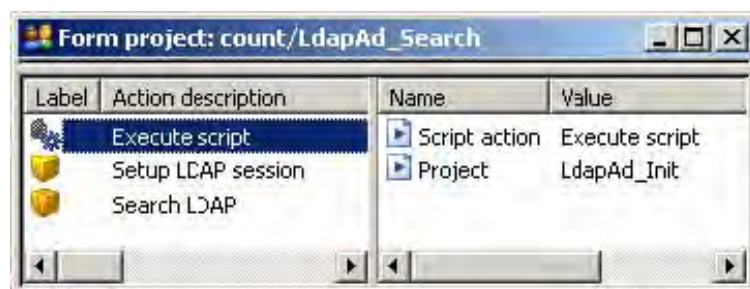 Form project: count/LdapAd_Search
Label Action description Name Value
Execute script Script action Execute script
Setup LDAP session Project LdapAd_Init
Search LDAP